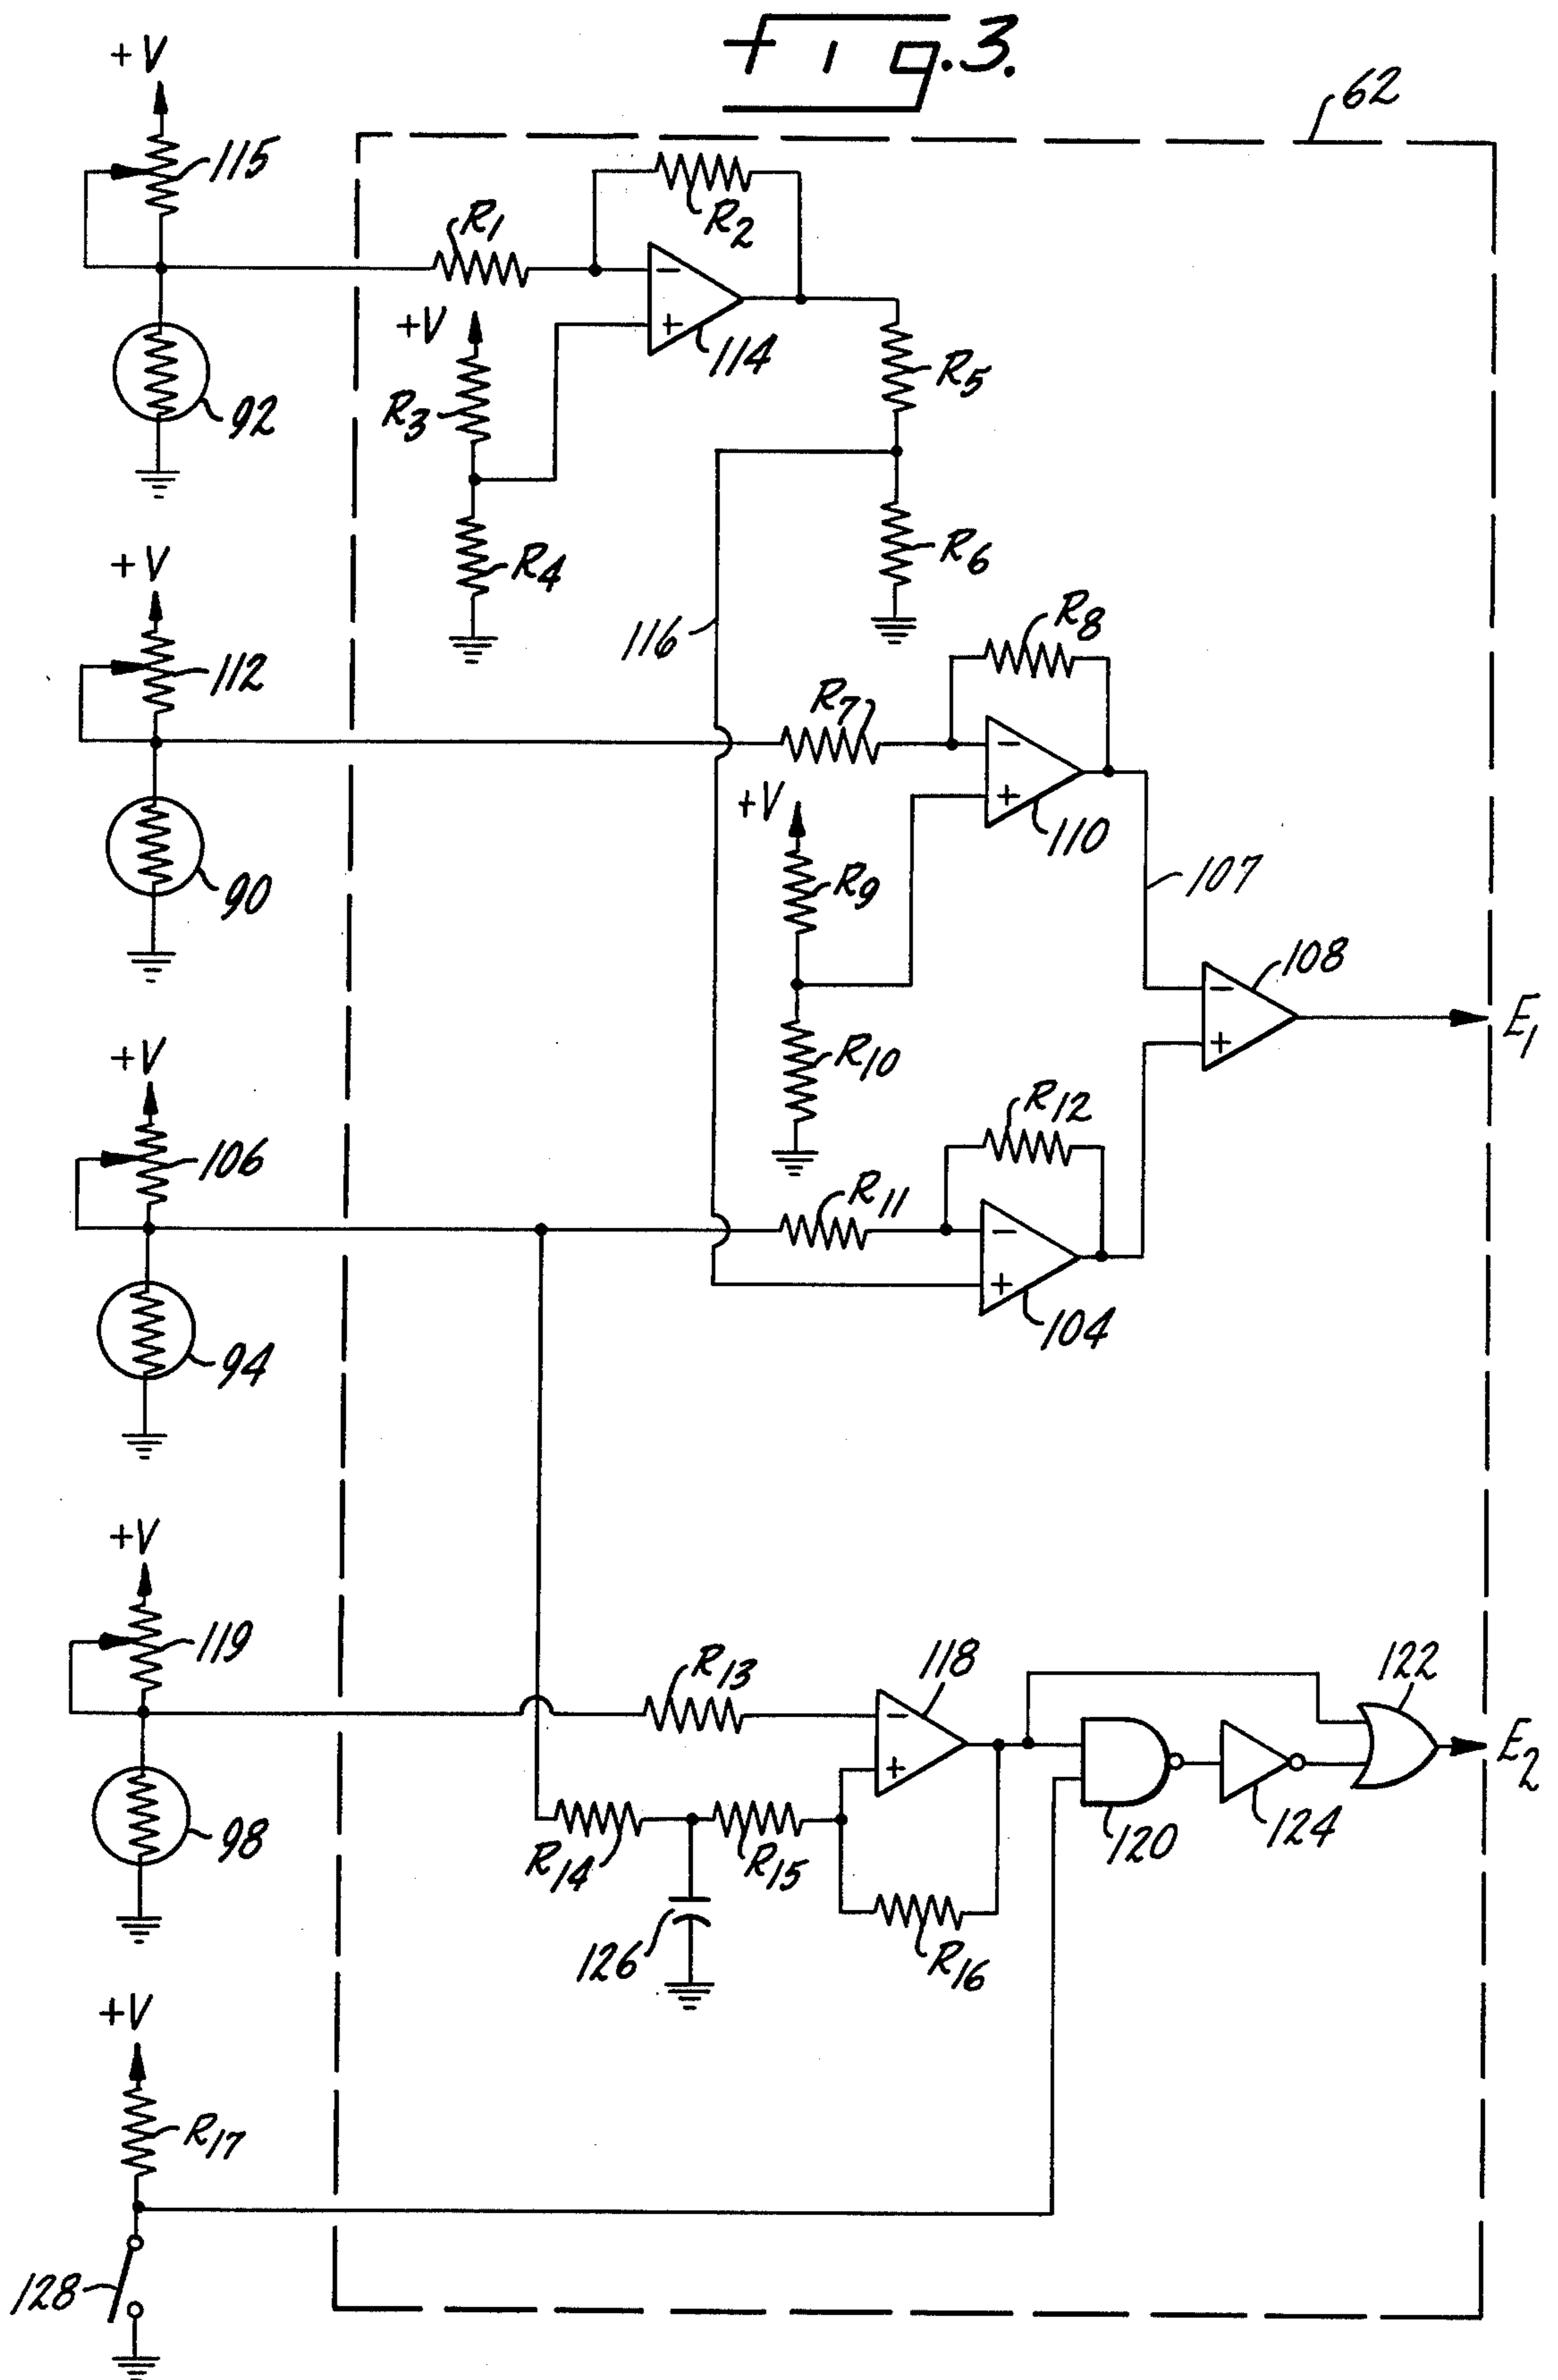 Fig. 3.
+V
62
115
R2
R1
+V
114
R5
R3
92
R4
R6
+V
116
R8
112
R7
+V
110
90
R9
107
108
E1
R10
+V
R12
106
R11
94
104
+V
119
R13
118
122
E2
98
R14
R15
120
124
126
R16
+V
R17
128